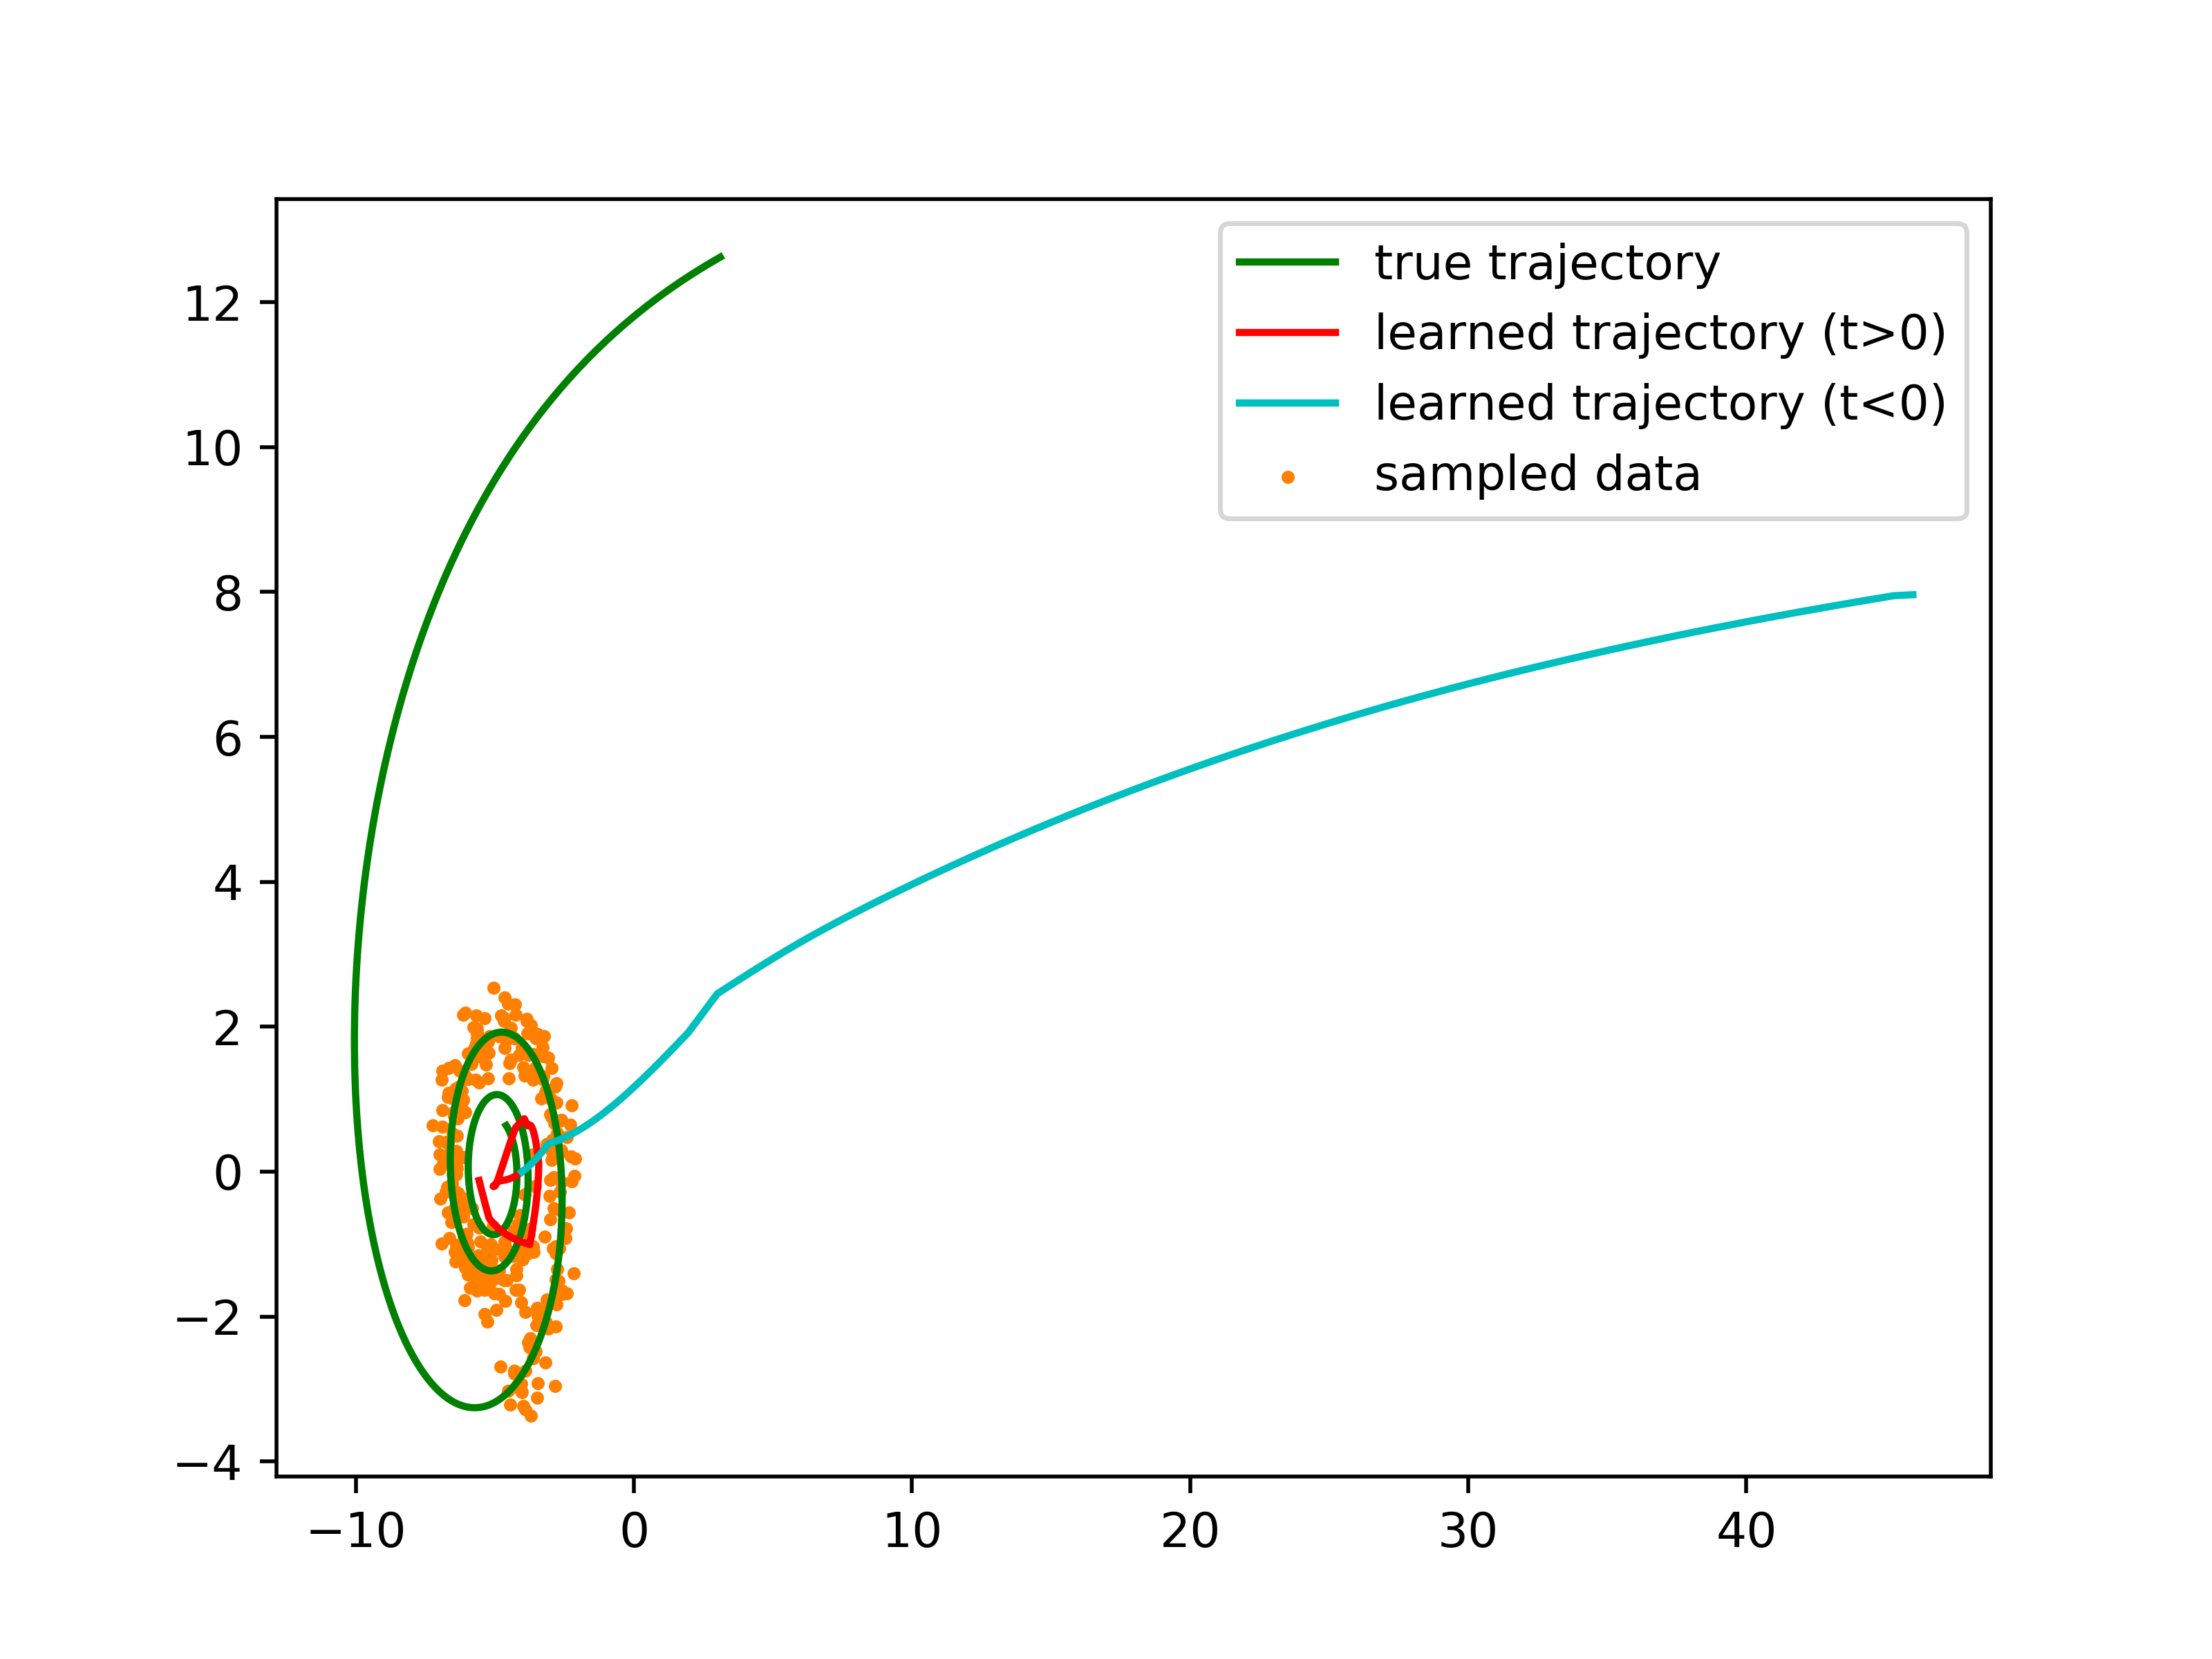 true trajectory
learned trajectory (t>0)
learned trajectory (t<0)
sampled data
12
10
8
6
4
2
0
−2
−4
−10 0 10 20 30 40